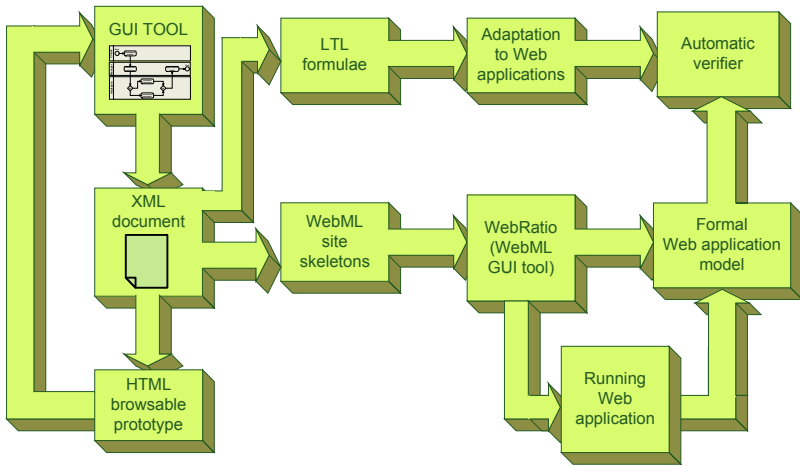 GUI TOOL
LTL
formulae
Adaptation
to Web
applications
Automatic
verifier
XML
document
WebML
site
skeletons
WebRatio
(WebML
GUI tool)
Formal
Web application
model
HTML
browsable
prototype
Running
Web
application